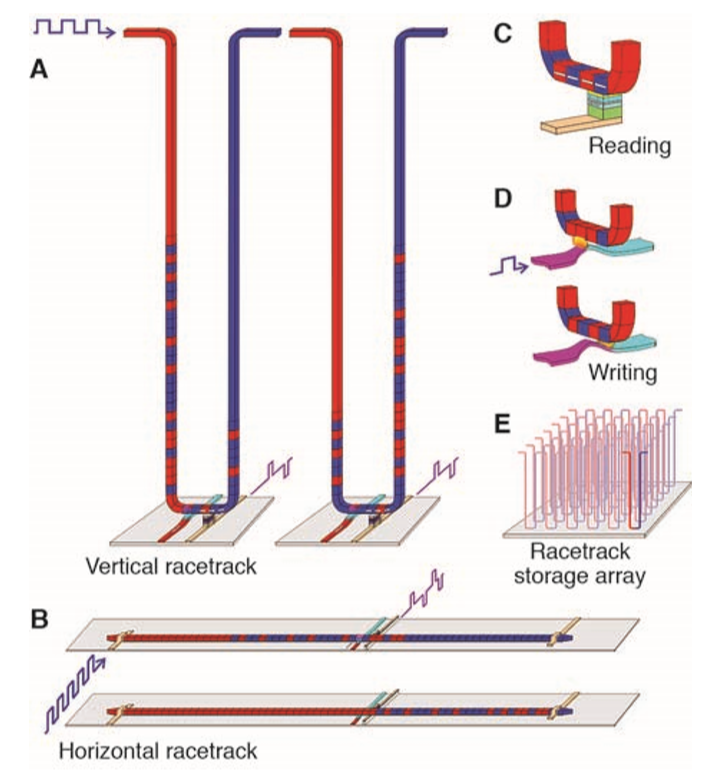 A
C
Reading
D
Writing
E
Vertical racetrack
Racetrack
storage array
B
Horizontal racetrack